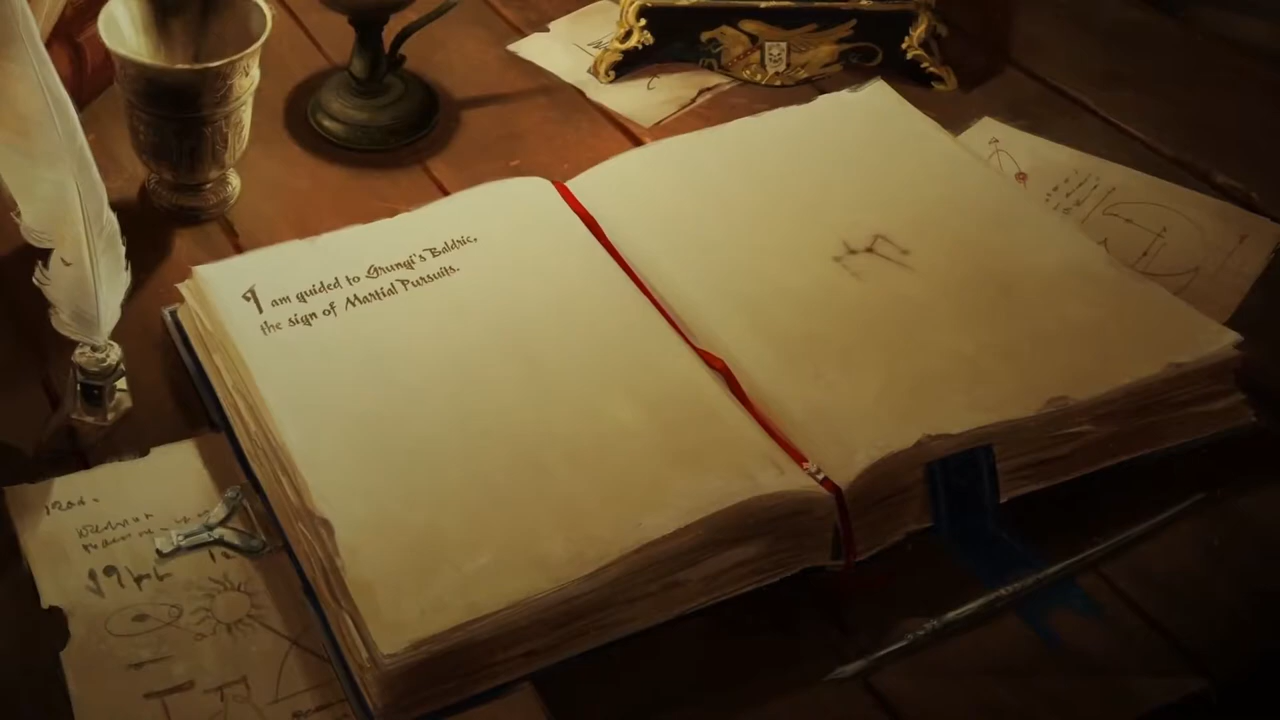 I am guided to Grungi's Baldric,
the sign of Martial Pursuits.